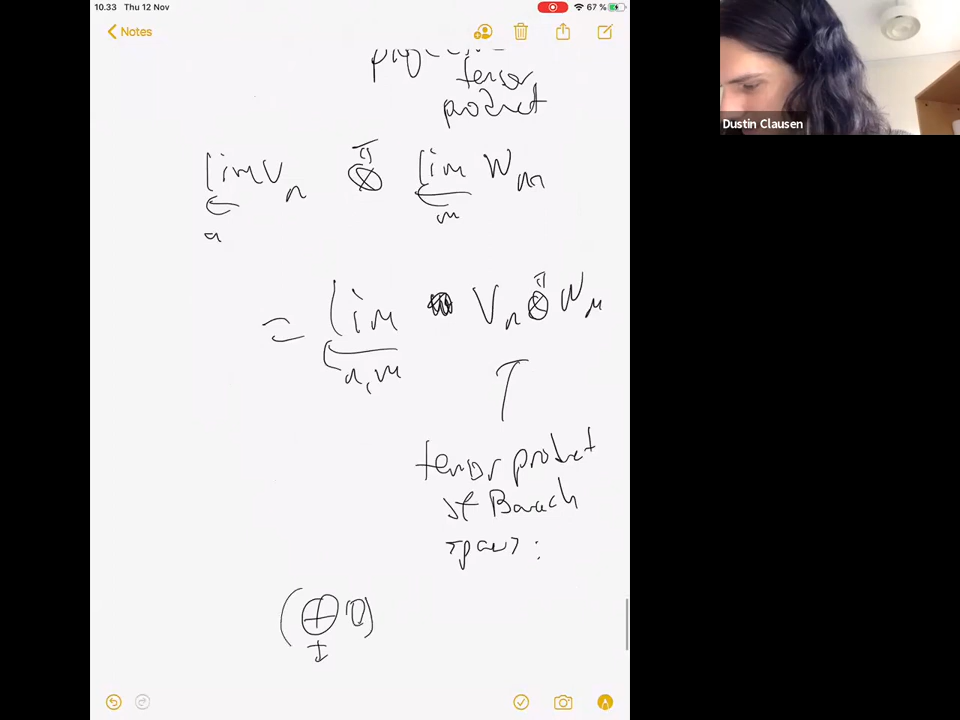 10.33 Thu 12 Nov
67 %
Notes
Dustin Clausen
tensor
product
lim V_n ⊗^π lim W_m
n m
= lim V_n ⊗^π W_m
n,m
tensor product
of Banach
spaces:
(⊕
I